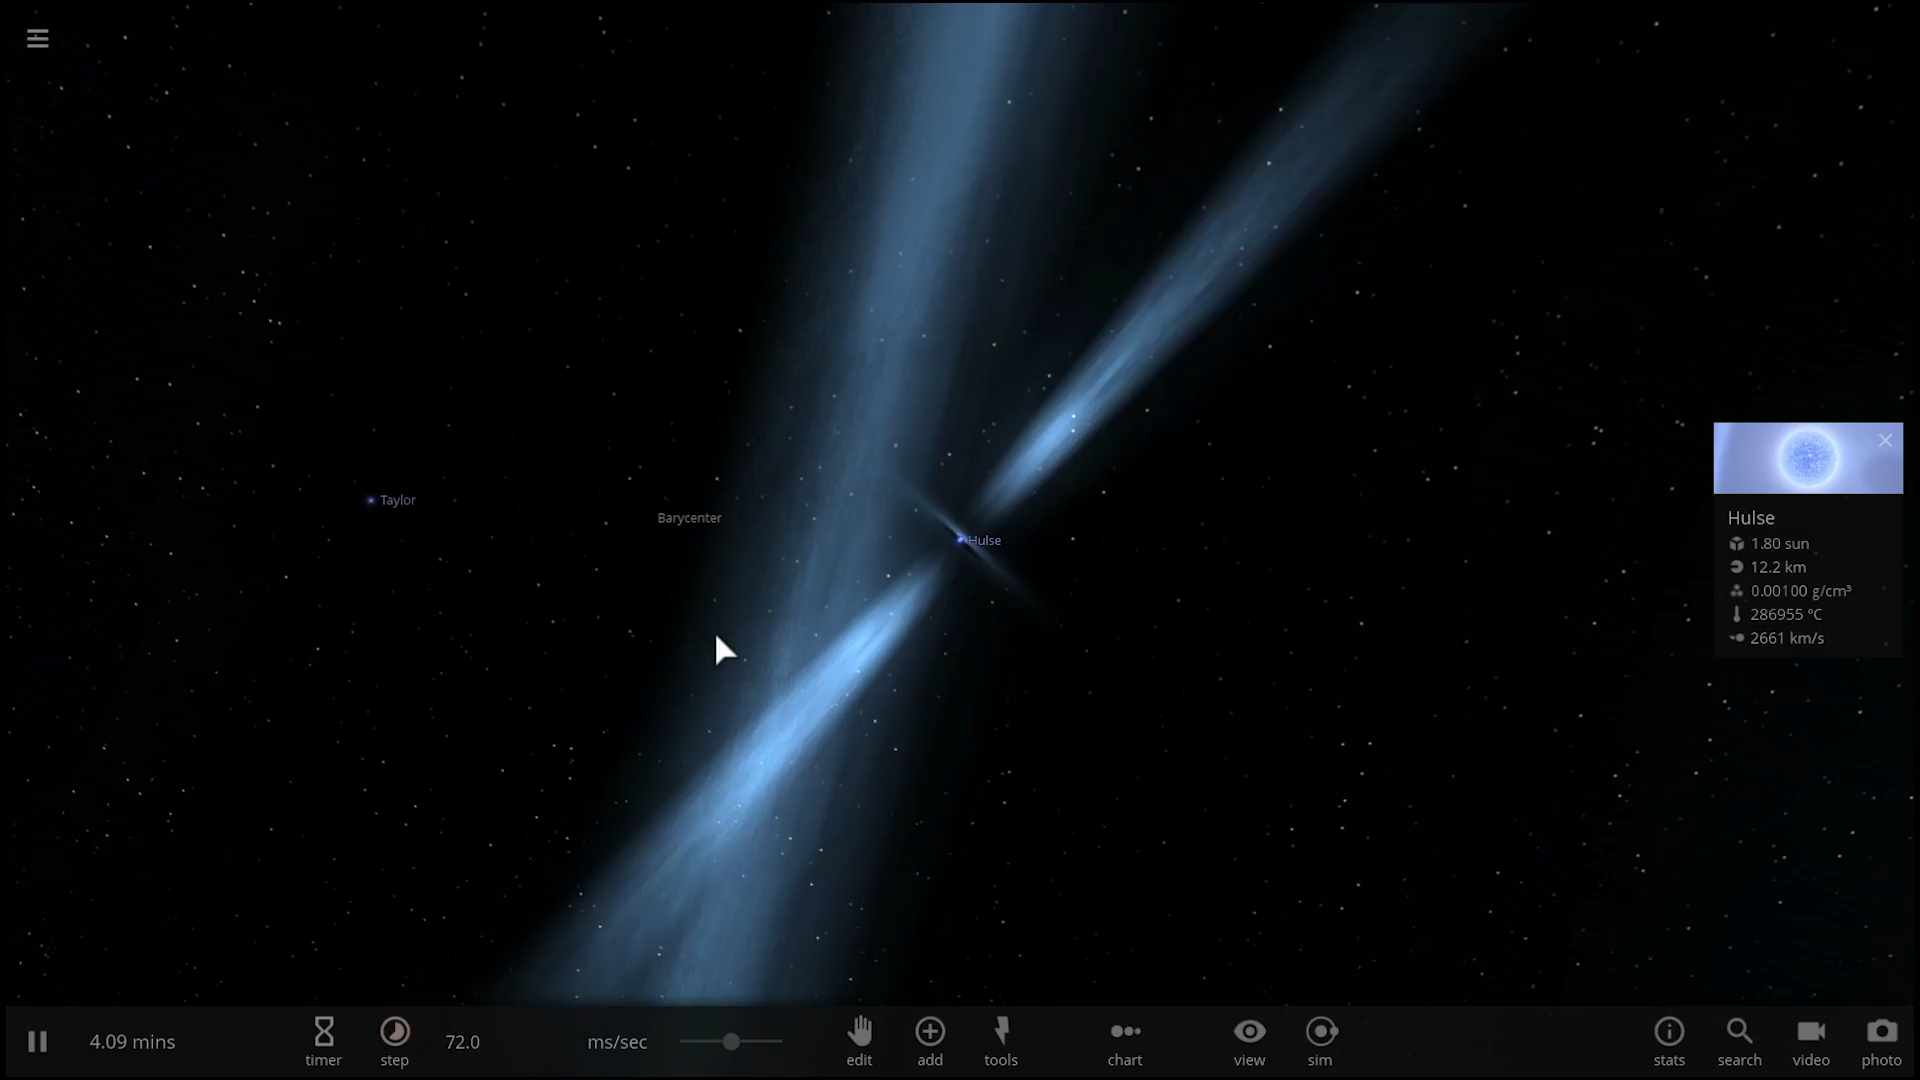 Taylor
Barycenter
Hulse
Hulse
1.80 sun
12.2 km
0.00100 g/cm³
286955 °C
2661 km/s
4.09 mins
timer
step
72.0
ms/sec
edit
add
tools
chart
view
sim
stats
search
video
photo